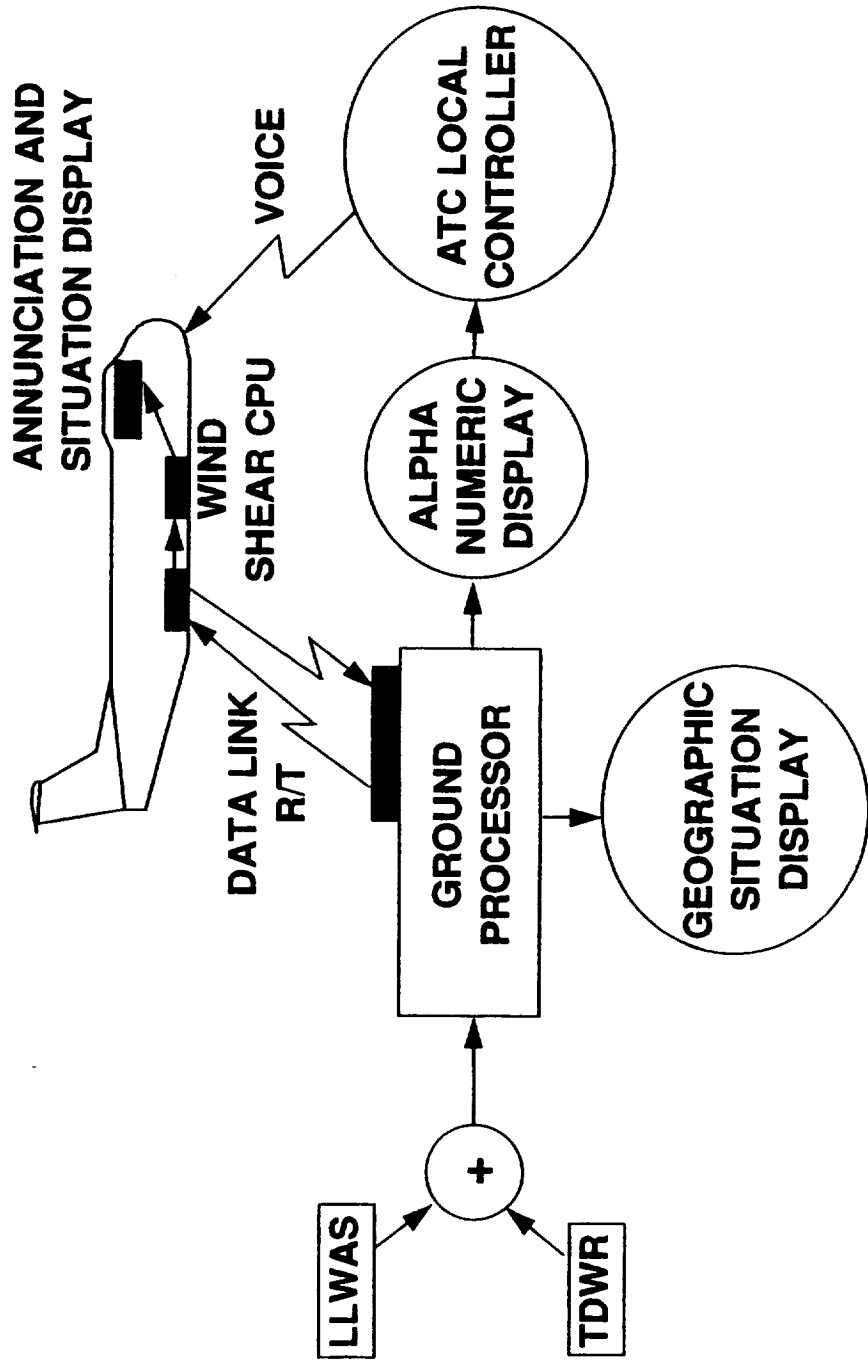 ANNUNCIATION AND
SITUATION DISPLAY
VOICE
WIND
SHEAR CPU
DATA LINK
R/T
LLWAS
+
TDWR
GROUND
PROCESSOR
ALPHA
NUMERIC
DISPLAY
ATC LOCAL
CONTROLLER
GEOGRAPHIC
SITUATION
DISPLAY